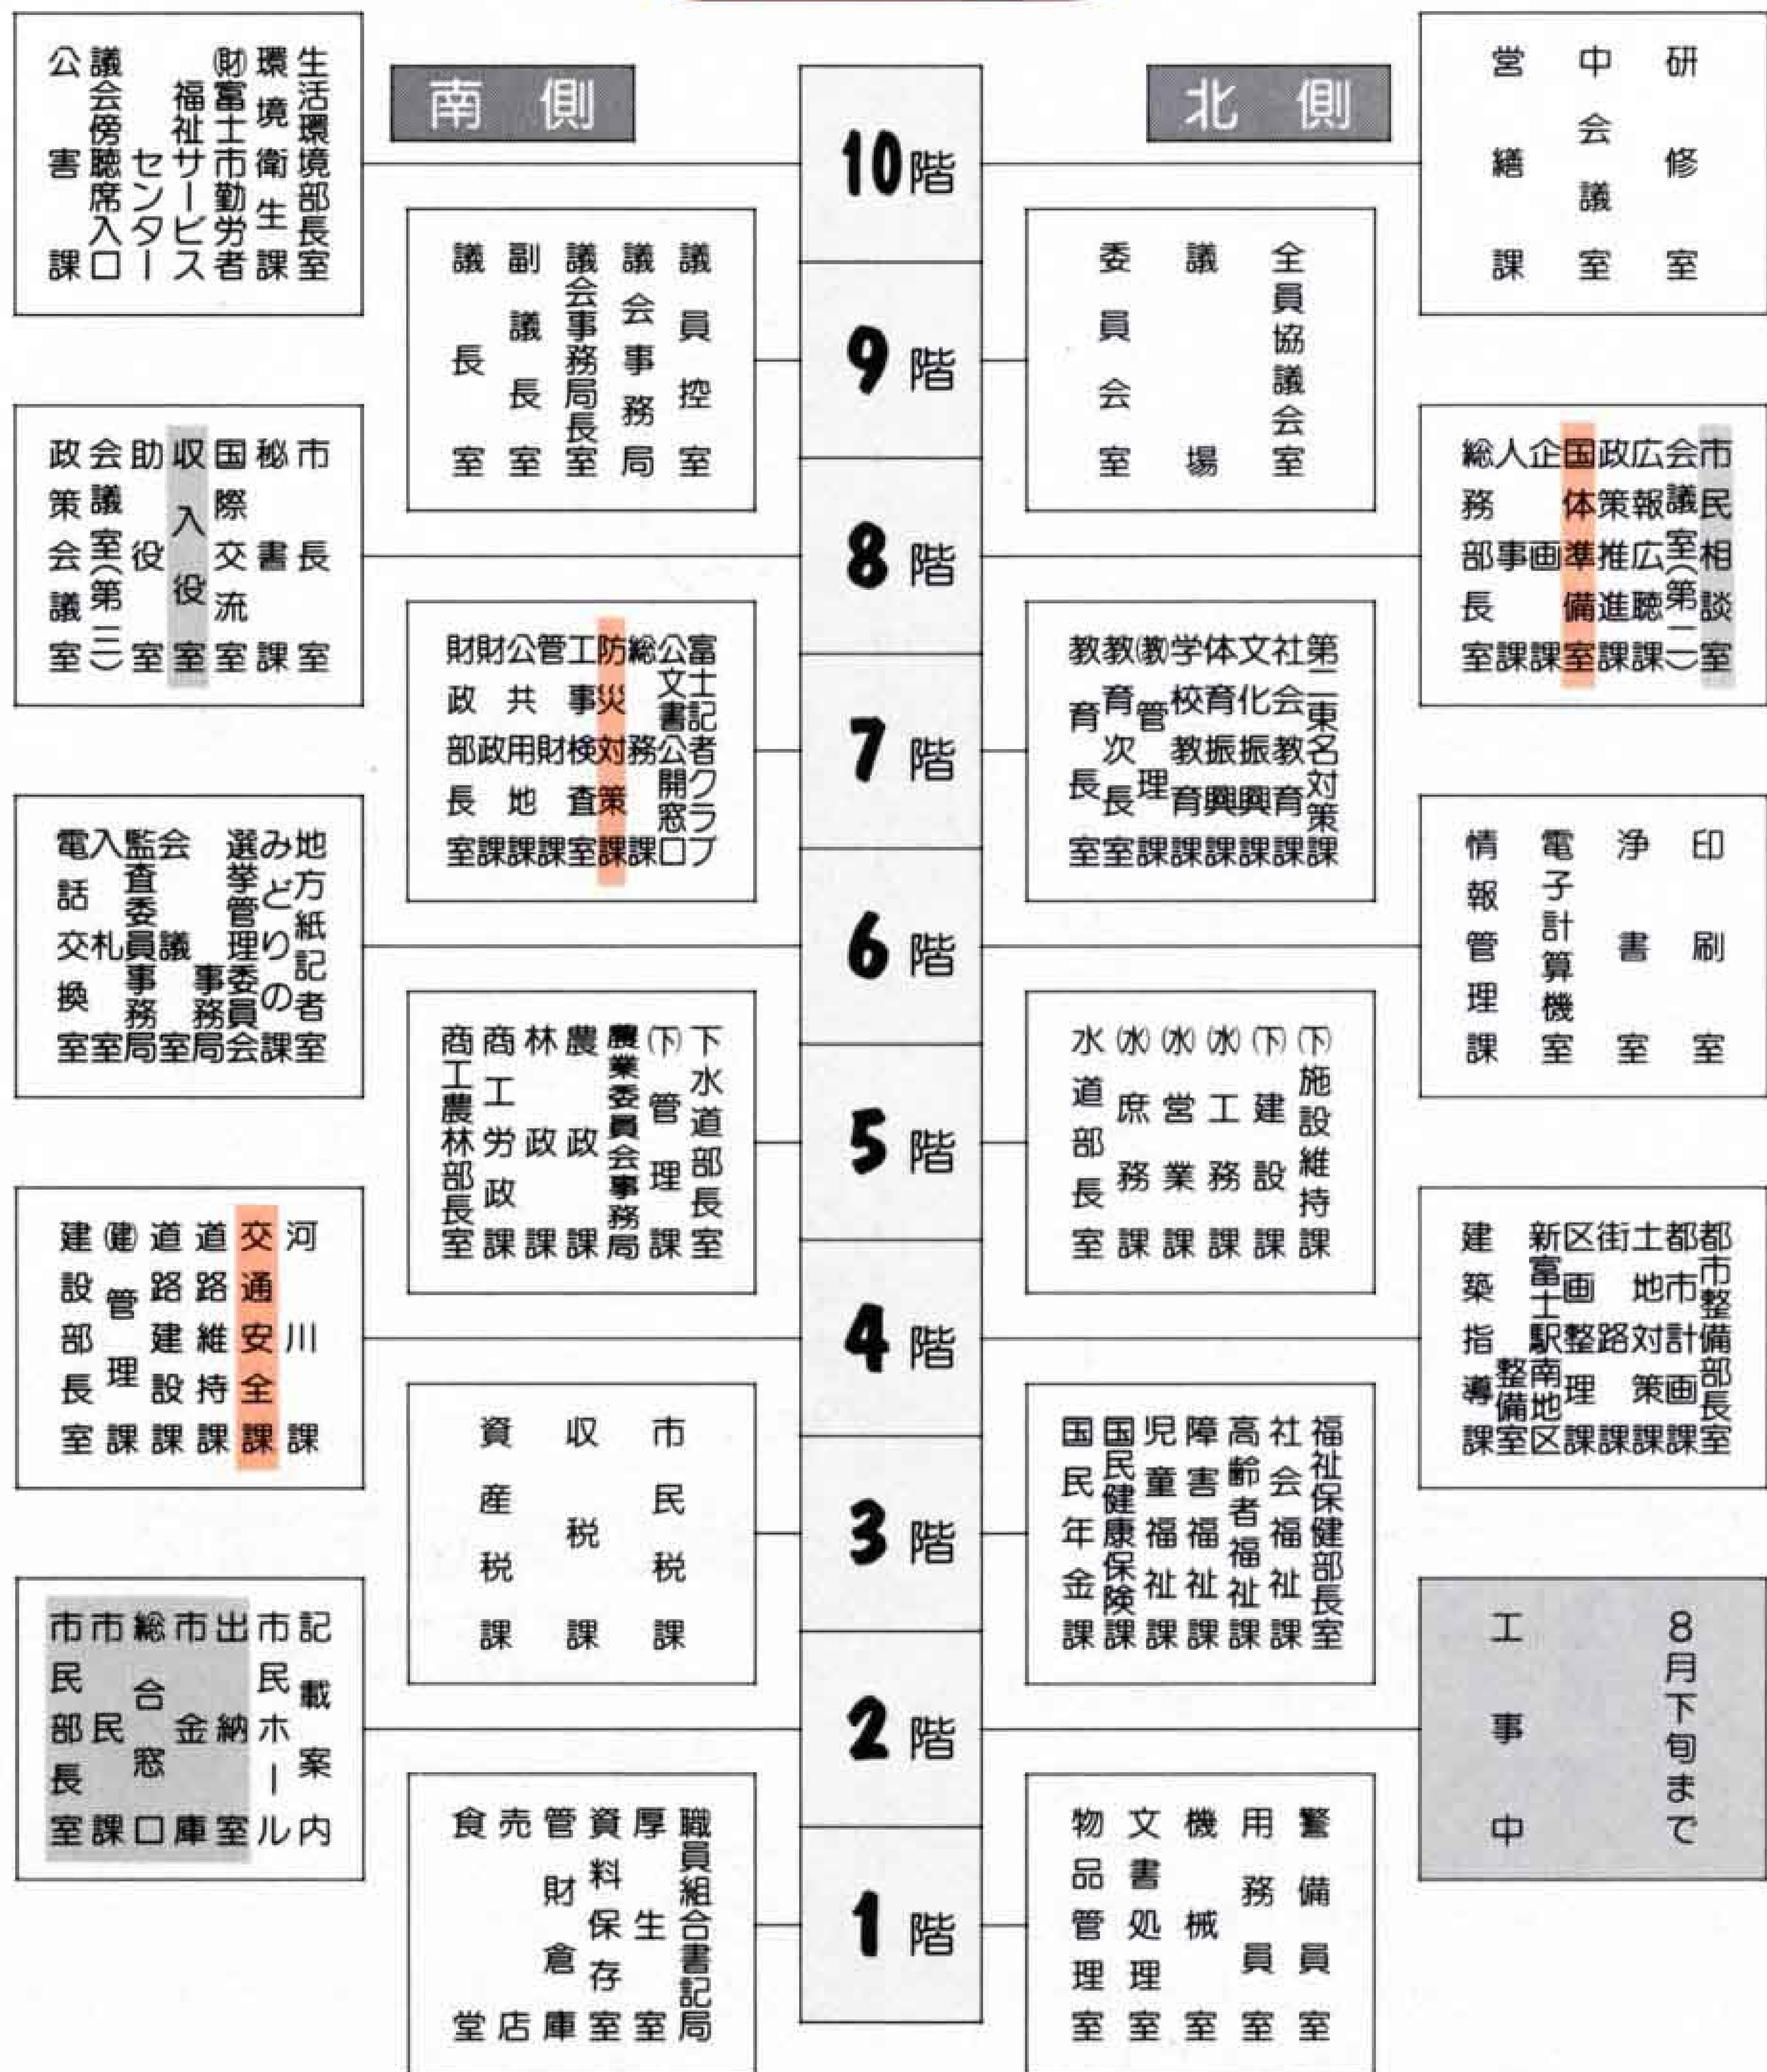 南側
北側
10階
生活環境部長室
環境衛生課
㈶富士市勤労者
福祉サービス
センター
議会傍聴席入口
公害課
研修室
中会議室
営繕課
9階
議員控室
議会事務局
議会事務局長室
副議長室
議長室
全員協議会室
議場
委員会室
8階
市長室
秘書課
国際交流室
収入役室
助役室
会議室(第三)
政策会議室
市民相談室
会議室(第二)
広報広聴課
政策推進課
国体準備室
企画課
人事課
総務部長室
7階
富士記者クラブ
公文書公開窓口
総務課
防災対策課
工事検査室
管財課
公共用地課
財政課
財政部長室
第二東名対策課
社会教育課
文化振興課
体育振興課
学校教育課
(教)管理課
教育次長室
教育長室
6階
地方紙記者室
みどりの課
選挙管理委員会
事務局
会議室
監査委員事務局
入札室
電話交換室
印刷室
浄書室
電子計算機室
情報管理課
5階
下水道部長室
(下)管理課
農業委員会事務局
農政課
林政課
商工労政課
商工農林部長室
(下)施設維持課
(下)建設課
(水)工務課
(水)営業課
(水)庶務課
水道部長室
4階
河川課
交通安全課
道路維持課
道路建設課
(建)管理課
建設部長室
都市整備部長室
都市計画課
土地対策課
街路課
区画整理課
新富士駅南地区
整備室
建築指導課
3階
市民税課
収税課
資産税課
福祉保健部長室
社会福祉課
高齢者福祉課
障害福祉課
児童福祉課
国民健康保険課
国民年金課
2階
記載案内
市民ホール
出納室
市金庫
総合窓口
市民課
市民部長室
8月下旬まで
工事中
1階
職員組合書記局
厚生室
資料保存室
管財倉庫
売店
食堂
警備員室
用務員室
機械室
文書処理室
物品管理室